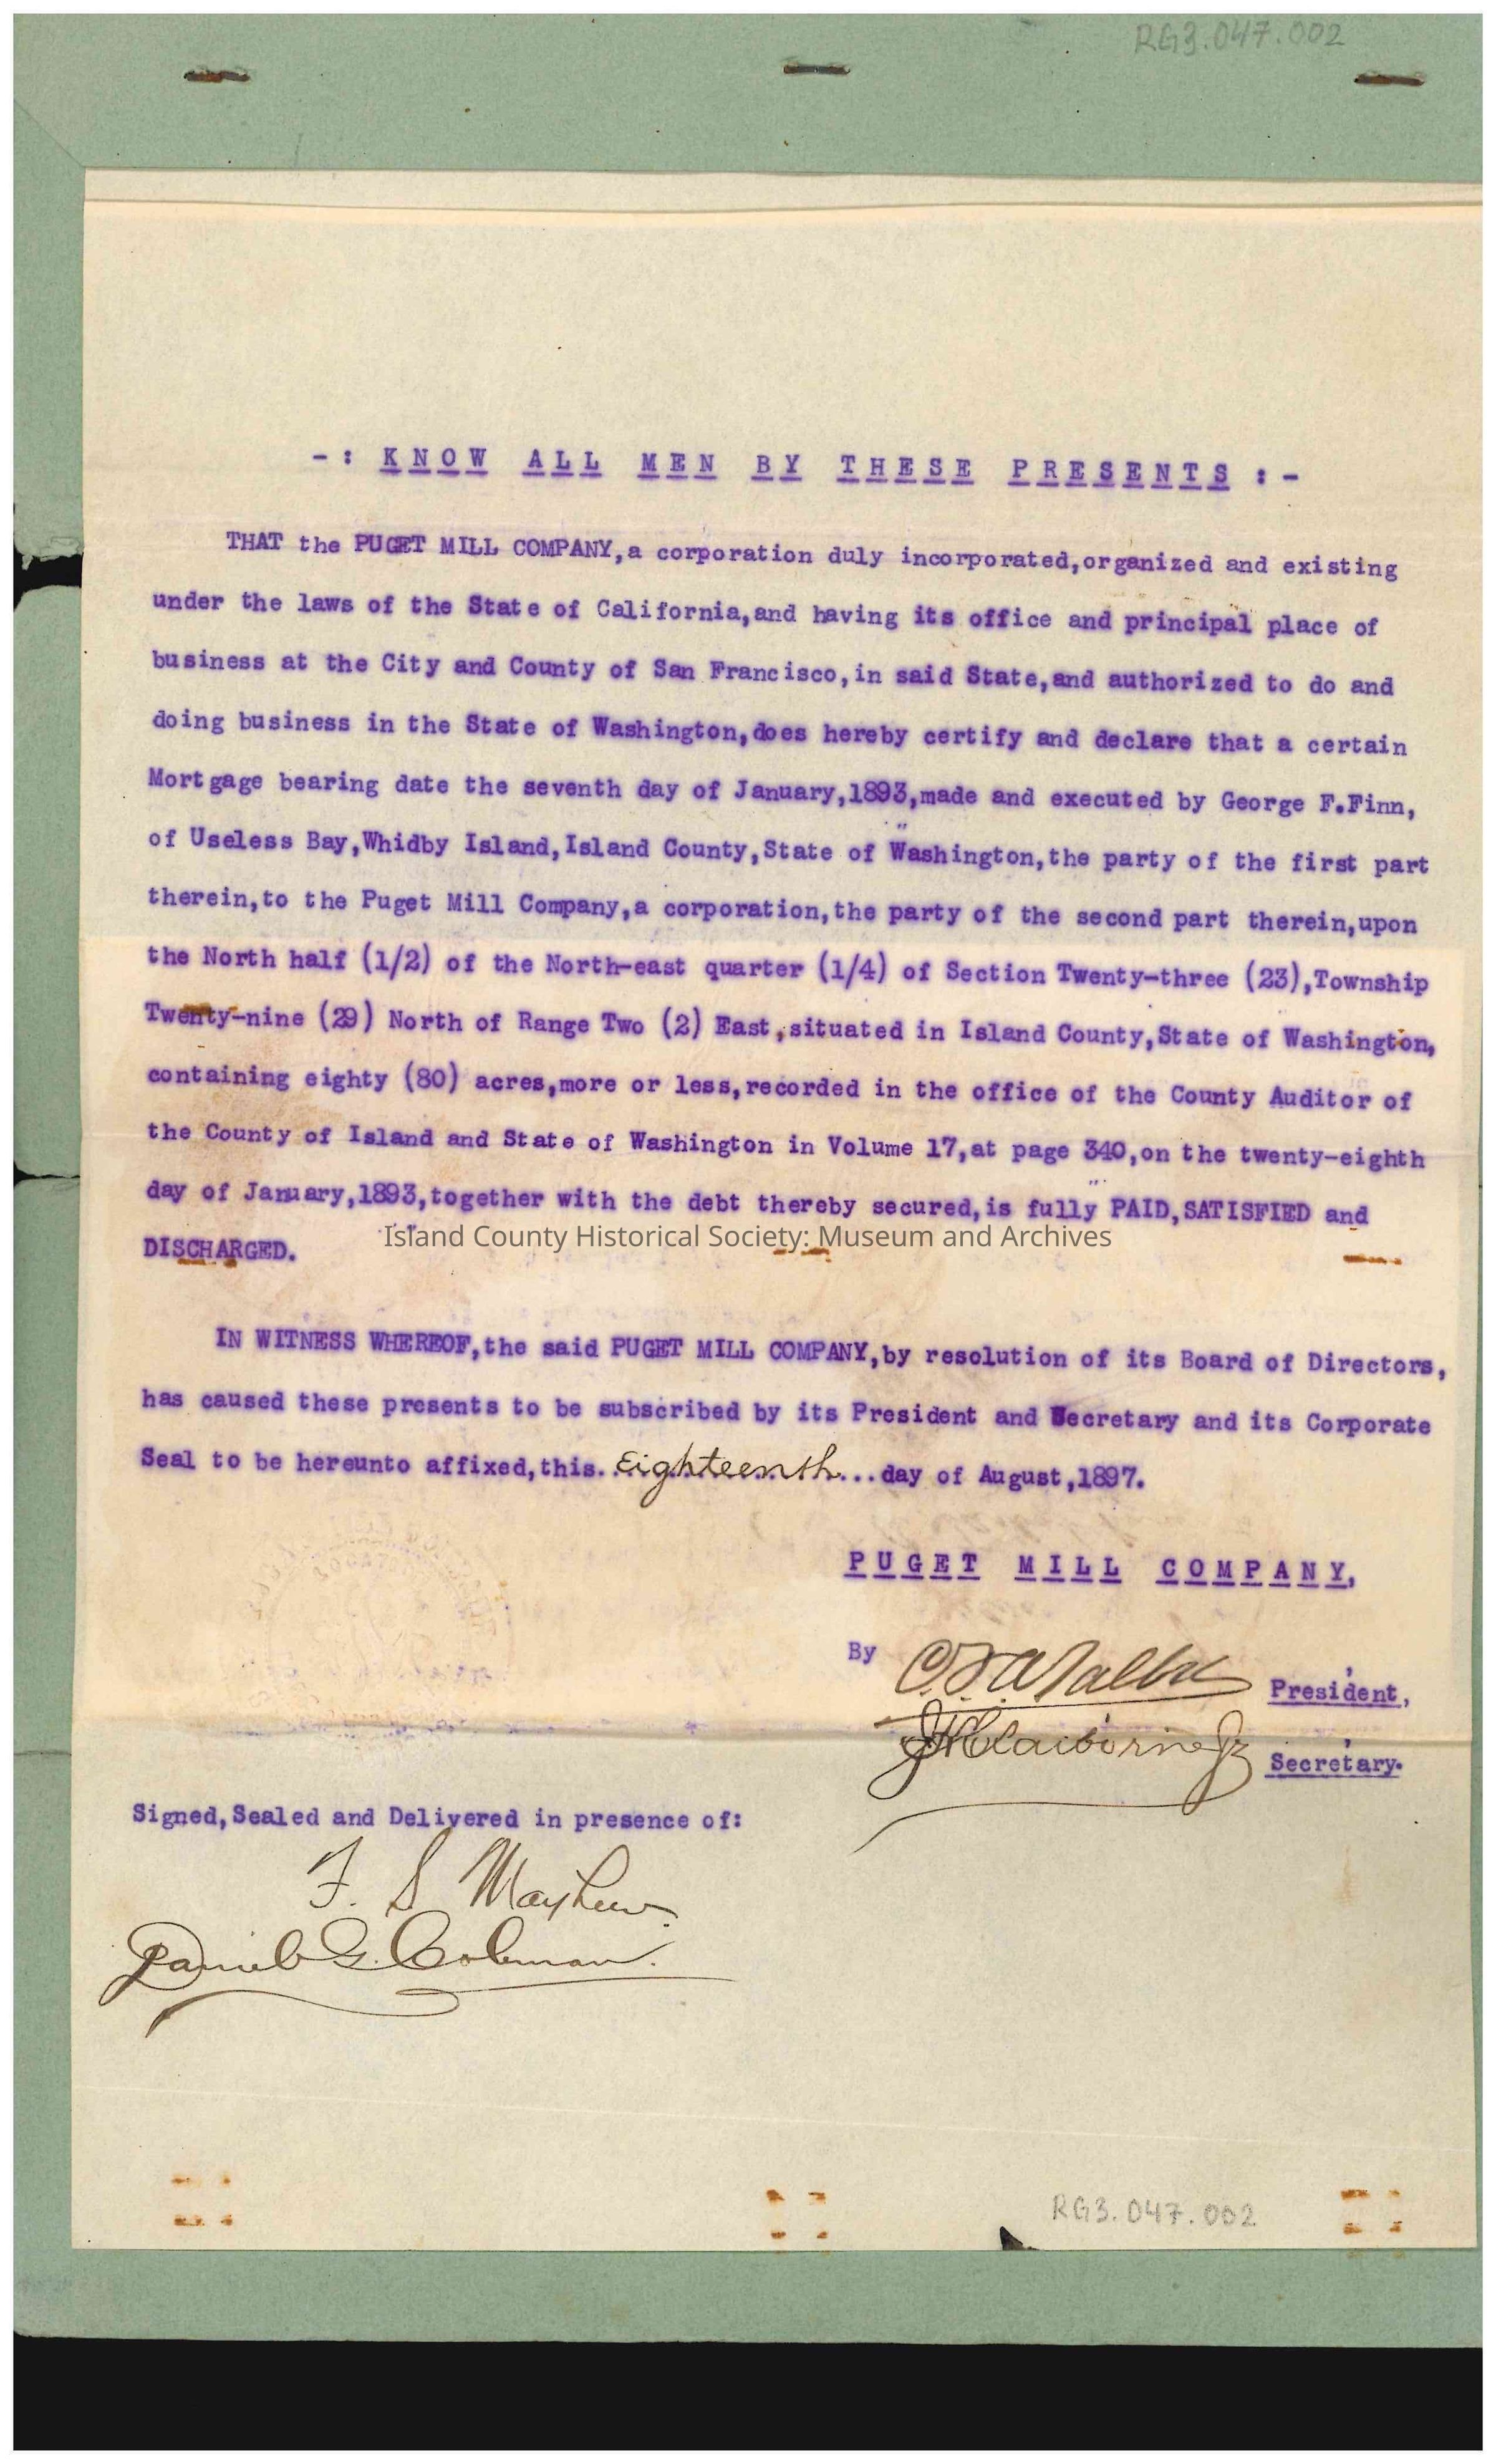 RG3.047.002
-: KNOW ALL MEN BY THESE PRESENTS :-
THAT the PUGET MILL COMPANY,a corporation duly incorporated,organized and existing
under the laws of the State of California,and having its office and principal place of
business at the City and County of San Francisco,in said State,and authorized to do and
doing business in the State of Washington,does hereby certify and declare that a certain
Mortgage bearing date the seventh day of January,1893,made and executed by George F.Finn,
of Useless Bay,Whidby Island,Island County,State of Washington,the party of the first part
therein,to the Puget Mill Company,a corporation,the party of the second part therein,upon
the North half (1/2) of the North-east quarter (1/4) of Section Twenty-three (23),Township
Twenty-nine (29) North of Range Two (2) East,situated in Island County,State of Washington,
containing eighty (80) acres,more or less,recorded in the office of the County Auditor of
the County of Island and State of Washington in Volume 17,at page 340,on the twenty-eighth
day of January,1893,together with the debt thereby secured,is fully PAID,SATISFIED and
Island County Historical Society: Museum and Archives
DISCHARGED.
IN WITNESS WHEREOF,the said PUGET MILL COMPANY,by resolution of its Board of Directors,
has caused these presents to be subscribed by its President and Secretary and its Corporate
Seal to be hereunto affixed,this..Eighteenth...day of August,1897.
PUGET MILL COMPANY,
By
President,
J H Claiborne Jr Secretary.
Signed,Sealed and Delivered in presence of:
F. S Mayhew.
Daniel G. Coleman.
RG3.047.002